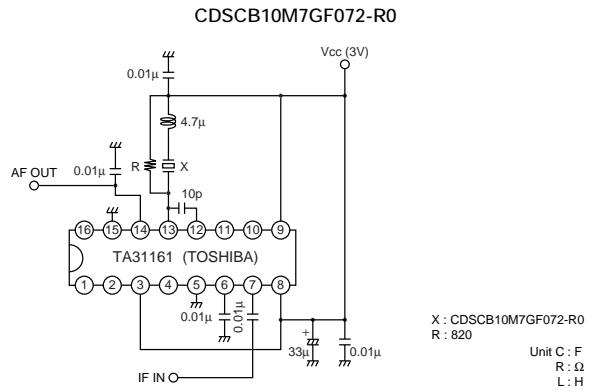 CDSCB10M7GF072-R0
Vcc (3V)
0.01μ
4.7μ
AF OUT
0.01μ
R
X
10p
16 15 14 13 12 11 10 9
TA31161 (TOSHIBA)
1 2 3 4 5 6 7 8
0.01μ
0.01μ
+
33μ
0.01μ
IF IN
X : CDSCB10M7GF072-R0
R : 820
Unit C : F
R : Ω
L : H